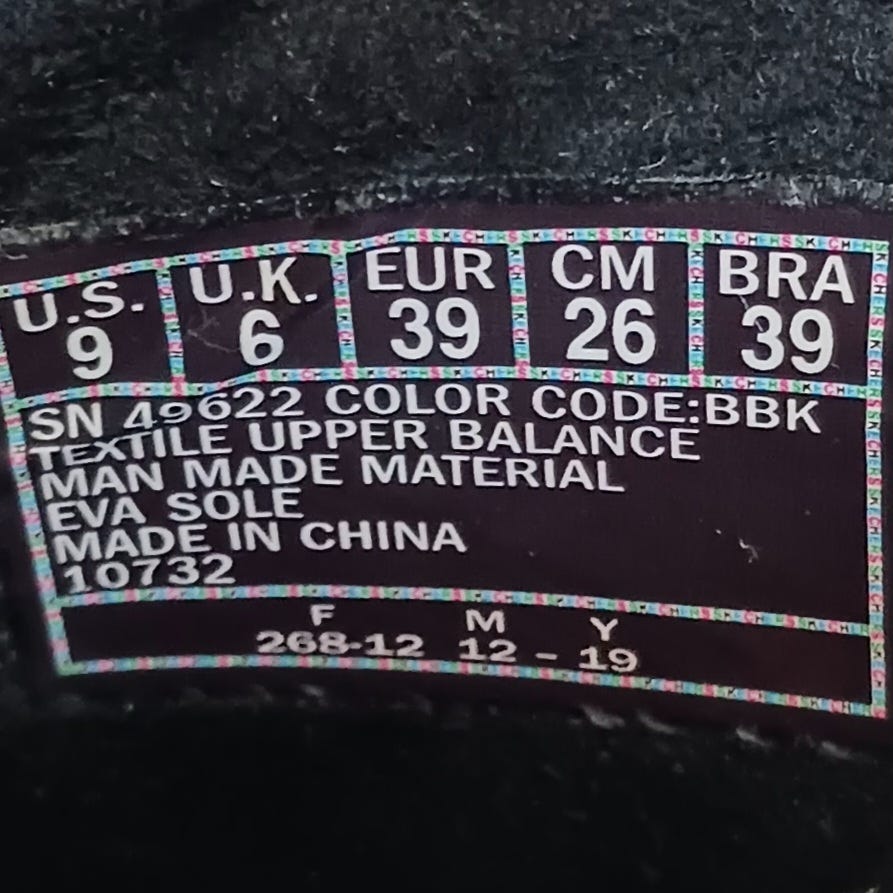 U.S. U.K. EUR CM BRA
9 6 39 26 39
SN 49622 COLOR CODE:BBK
TEXTILE UPPER BALANCE
MAN MADE MATERIAL
EVA SOLE
MADE IN CHINA
10732
F M Y
268-12 12 - 19